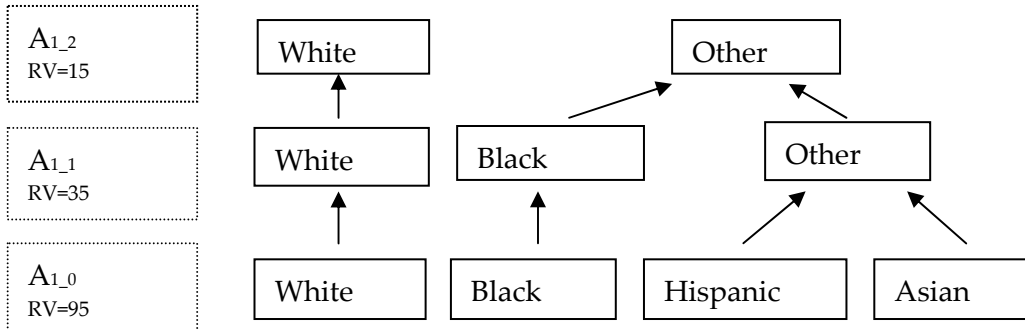 A1_2
RV=15
White
Other
A1_1
RV=35
White
Black
Other
A1_0
RV=95
White
Black
Hispanic
Asian